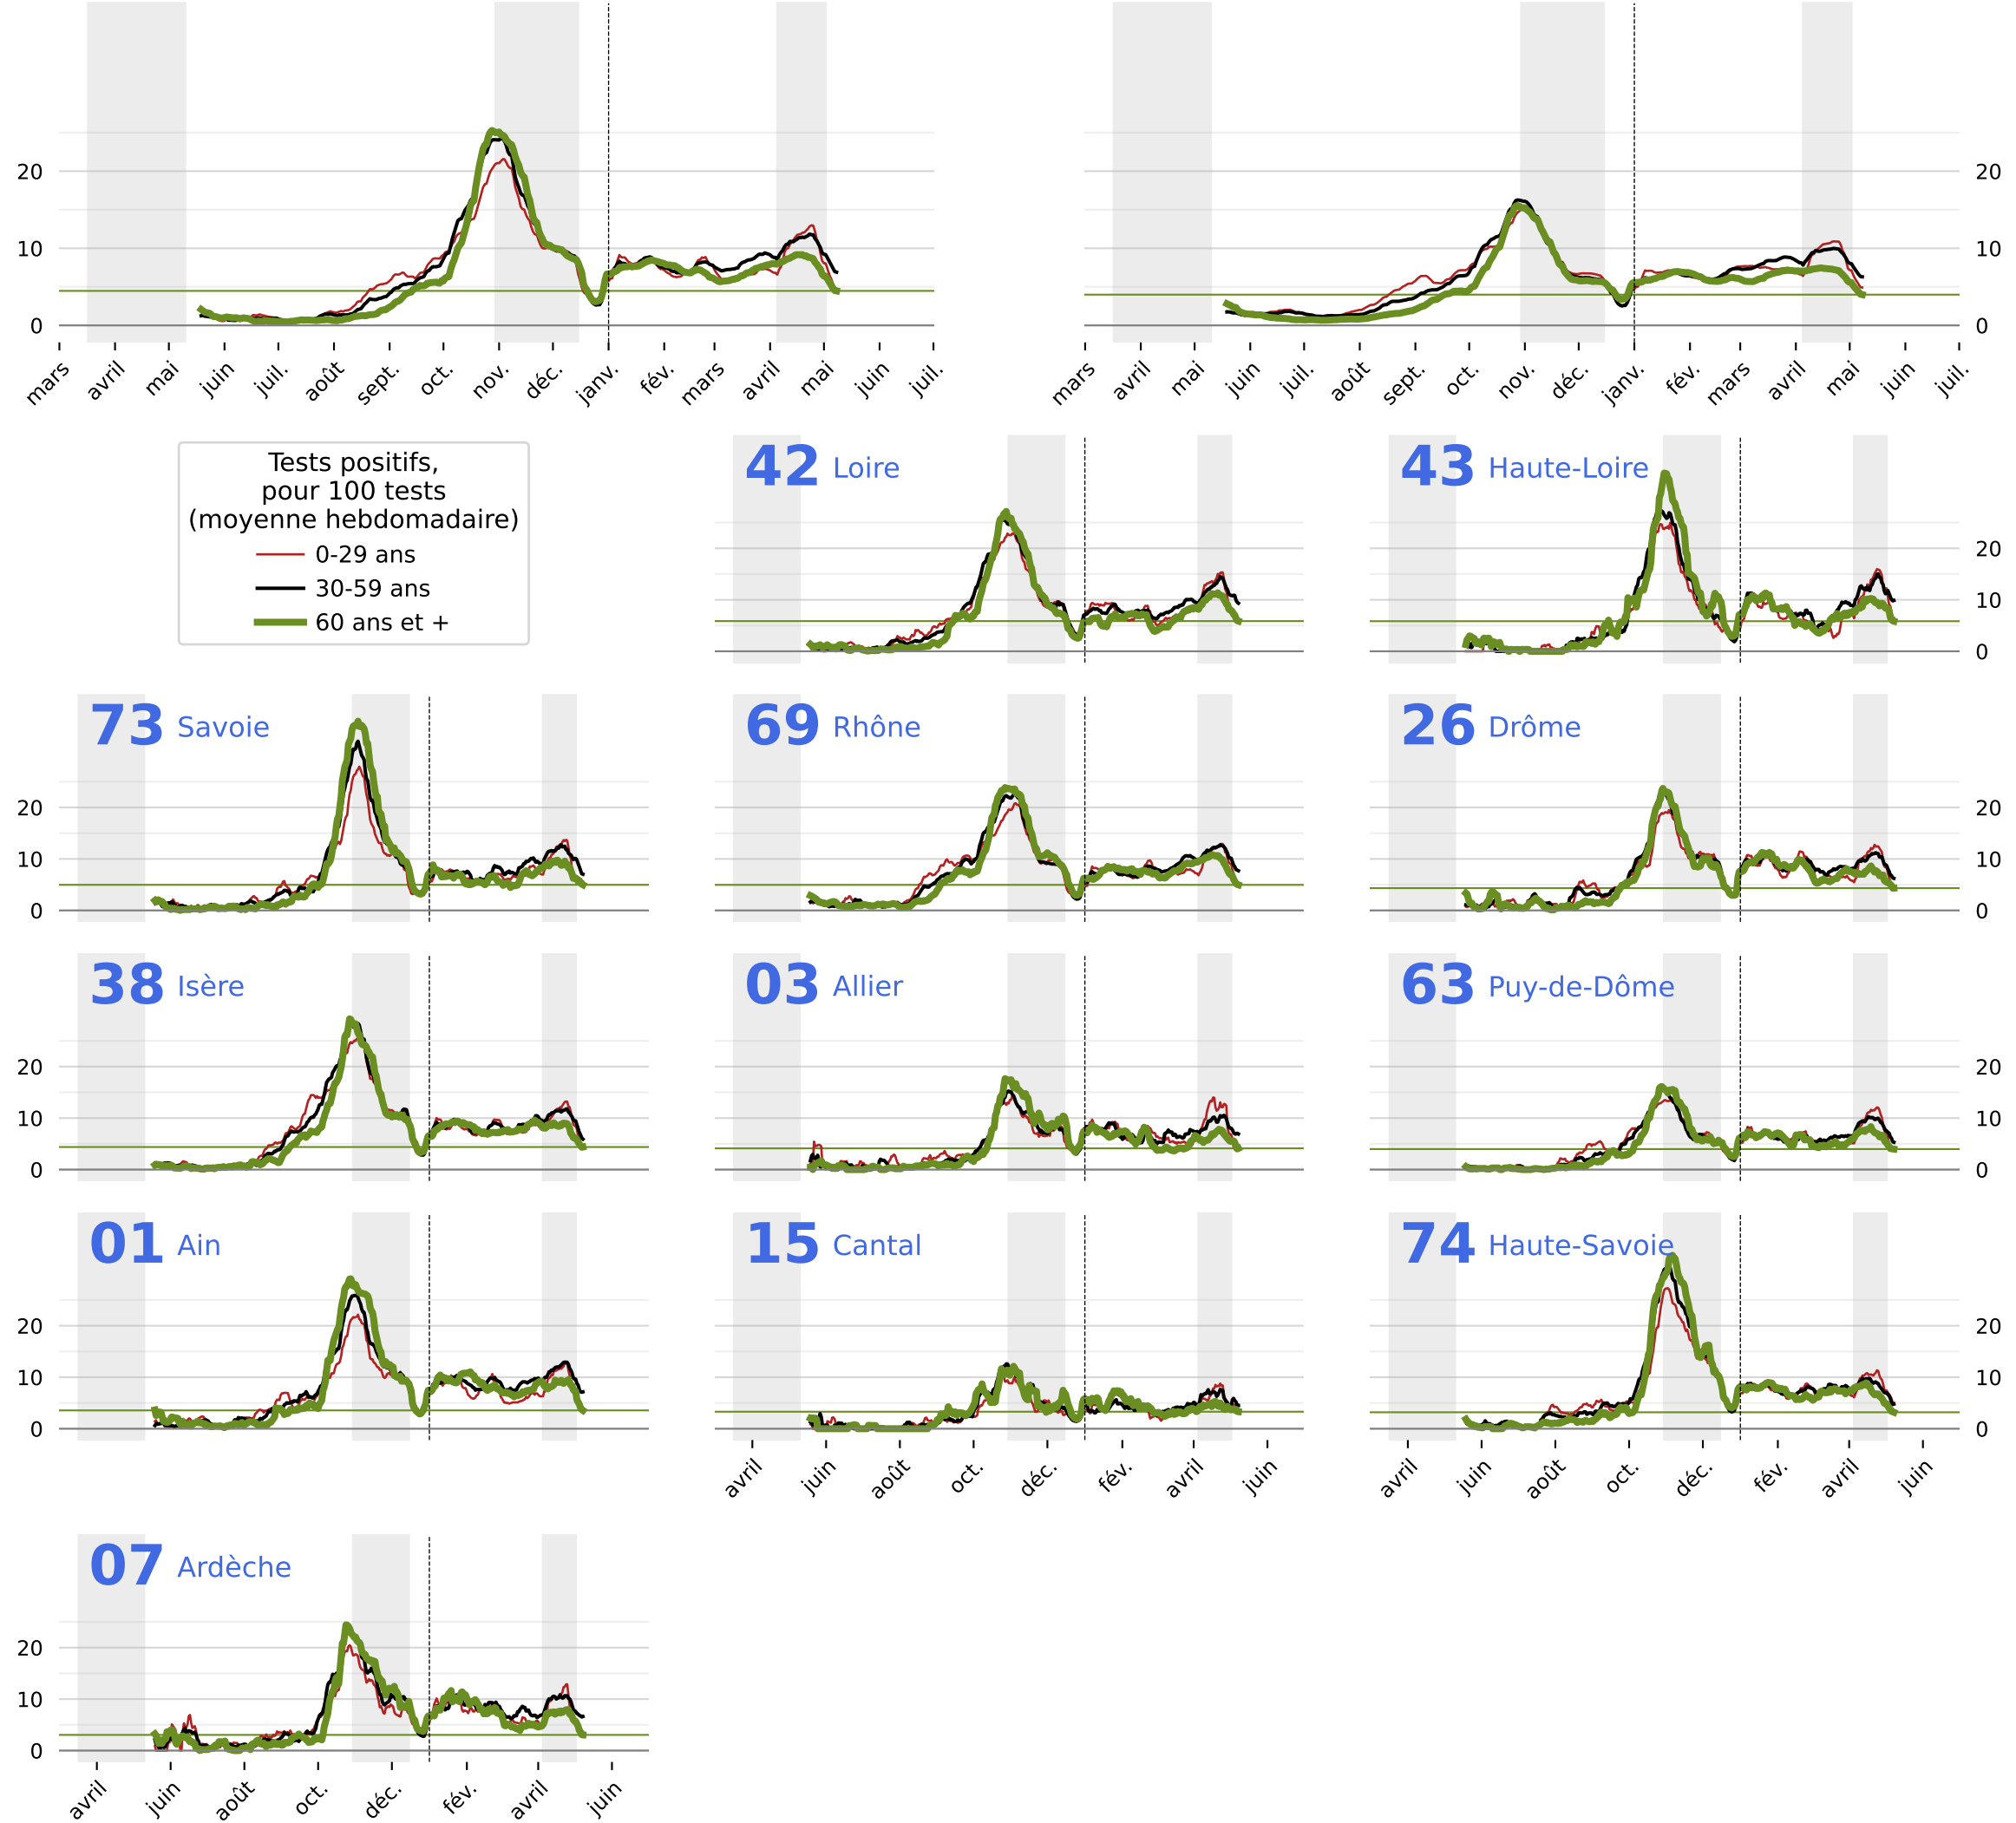 20 20
10 10
0 0
mars avril mai juin juil. août sept. oct. nov. déc. janv. fév. mars avril mai juin juil.
mars avril mai juin juil. août sept. oct. nov. déc. janv. fév. mars avril mai juin juil.
Tests positifs,
pour 100 tests
(moyenne hebdomadaire)
0-29 ans
30-59 ans
60 ans et +
42 Loire
43 Haute-Loire
20
10
0
73 Savoie
69 Rhône
26 Drôme
20 20
10 10
0 0
38 Isère
03 Allier
63 Puy-de-Dôme
20 20
10 10
0 0
01 Ain
15 Cantal
74 Haute-Savoie
20 20
10 10
0 0
avril juin août oct. déc. fév. avril juin
avril juin août oct. déc. fév. avril juin
07 Ardèche
20
10
0
avril juin août oct. déc. fév. avril juin